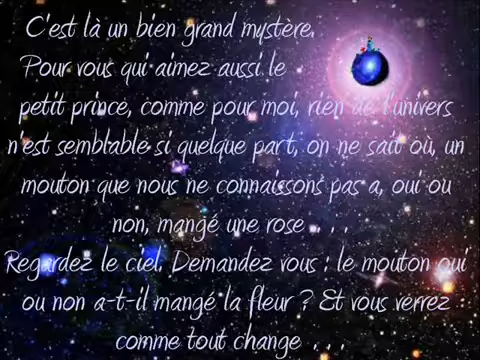 C'est là un bien grand mystère.
Pour vous qui aimez aussi le
petit prince, comme pour moi, rien de l'univers
n'est semblable si quelque part, on ne sait où, un
mouton que nous ne connaissons pas a, oui ou
non, mangé une rose . . .
Regardez le ciel. Demandez vous : le mouton oui
ou non a-t-il mangé la fleur ? Et vous verrez
comme tout change . . .